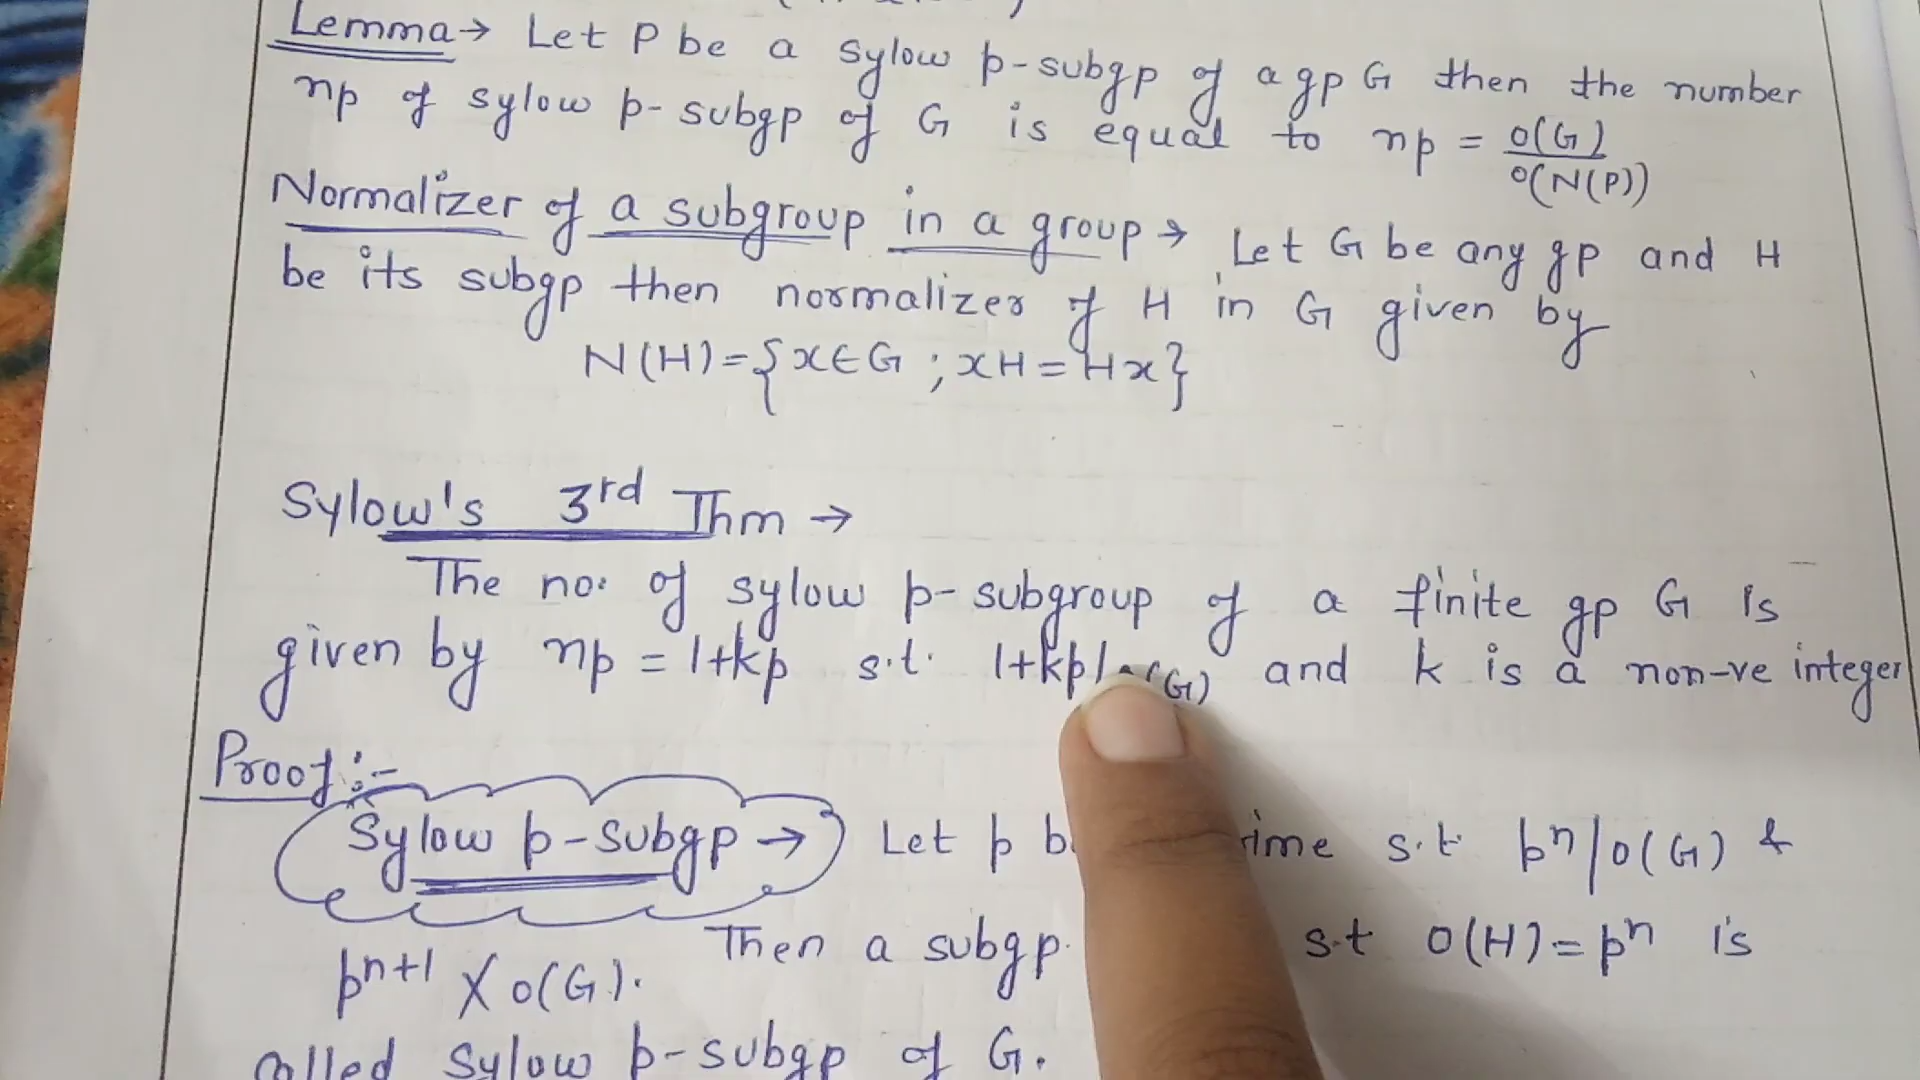 Lemma → Let P be a sylow p-subgp of a gp G then the number
np of sylow p-subgp of G is equal to np = o(G)/o(N(P))
Normalizer of a subgroup in a group → Let G be any gp and H
be its subgp then normalizer of H in G given by
N(H)={x∈G ; xH=Hx}
Sylow's 3rd Thm →
The no. of sylow p-subgroup of a finite gp G is
given by np = 1+kp s.t. 1+kp| (G) and k is a non-ve integer
Proof:-
Sylow p-subgp → Let p s.t p^n/o(G) &
p^n+1 ∤ o(G). Then a subgp s.t O(H)=p^n is
called Sylow p-subgp of G.